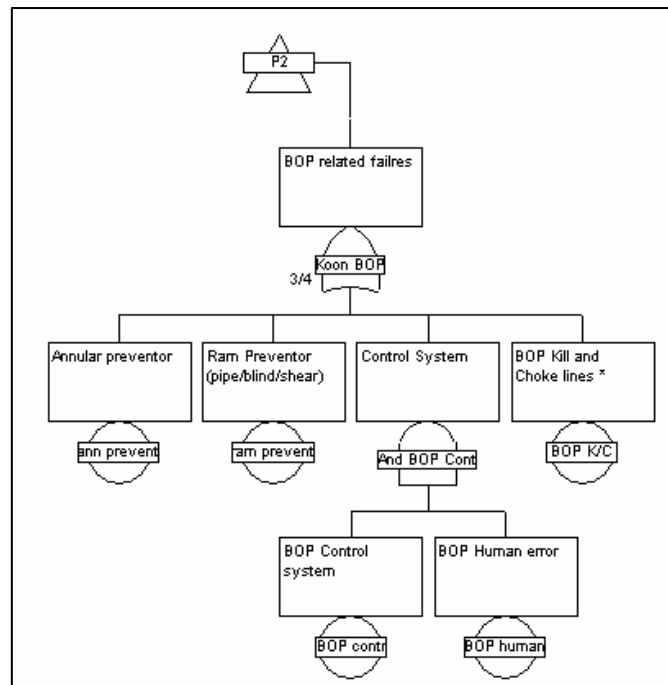 P2
BOP related failres
Koon BOP
3/4
Annular preventor
Ram Preventor
(pipe/blind/shear)
Control System
BOP Kill and
Choke lines *
ann prevent
ram prevent
And BOP Cont
BOP K/C
BOP Control
system
BOP Human error
BOP contr
BOP human